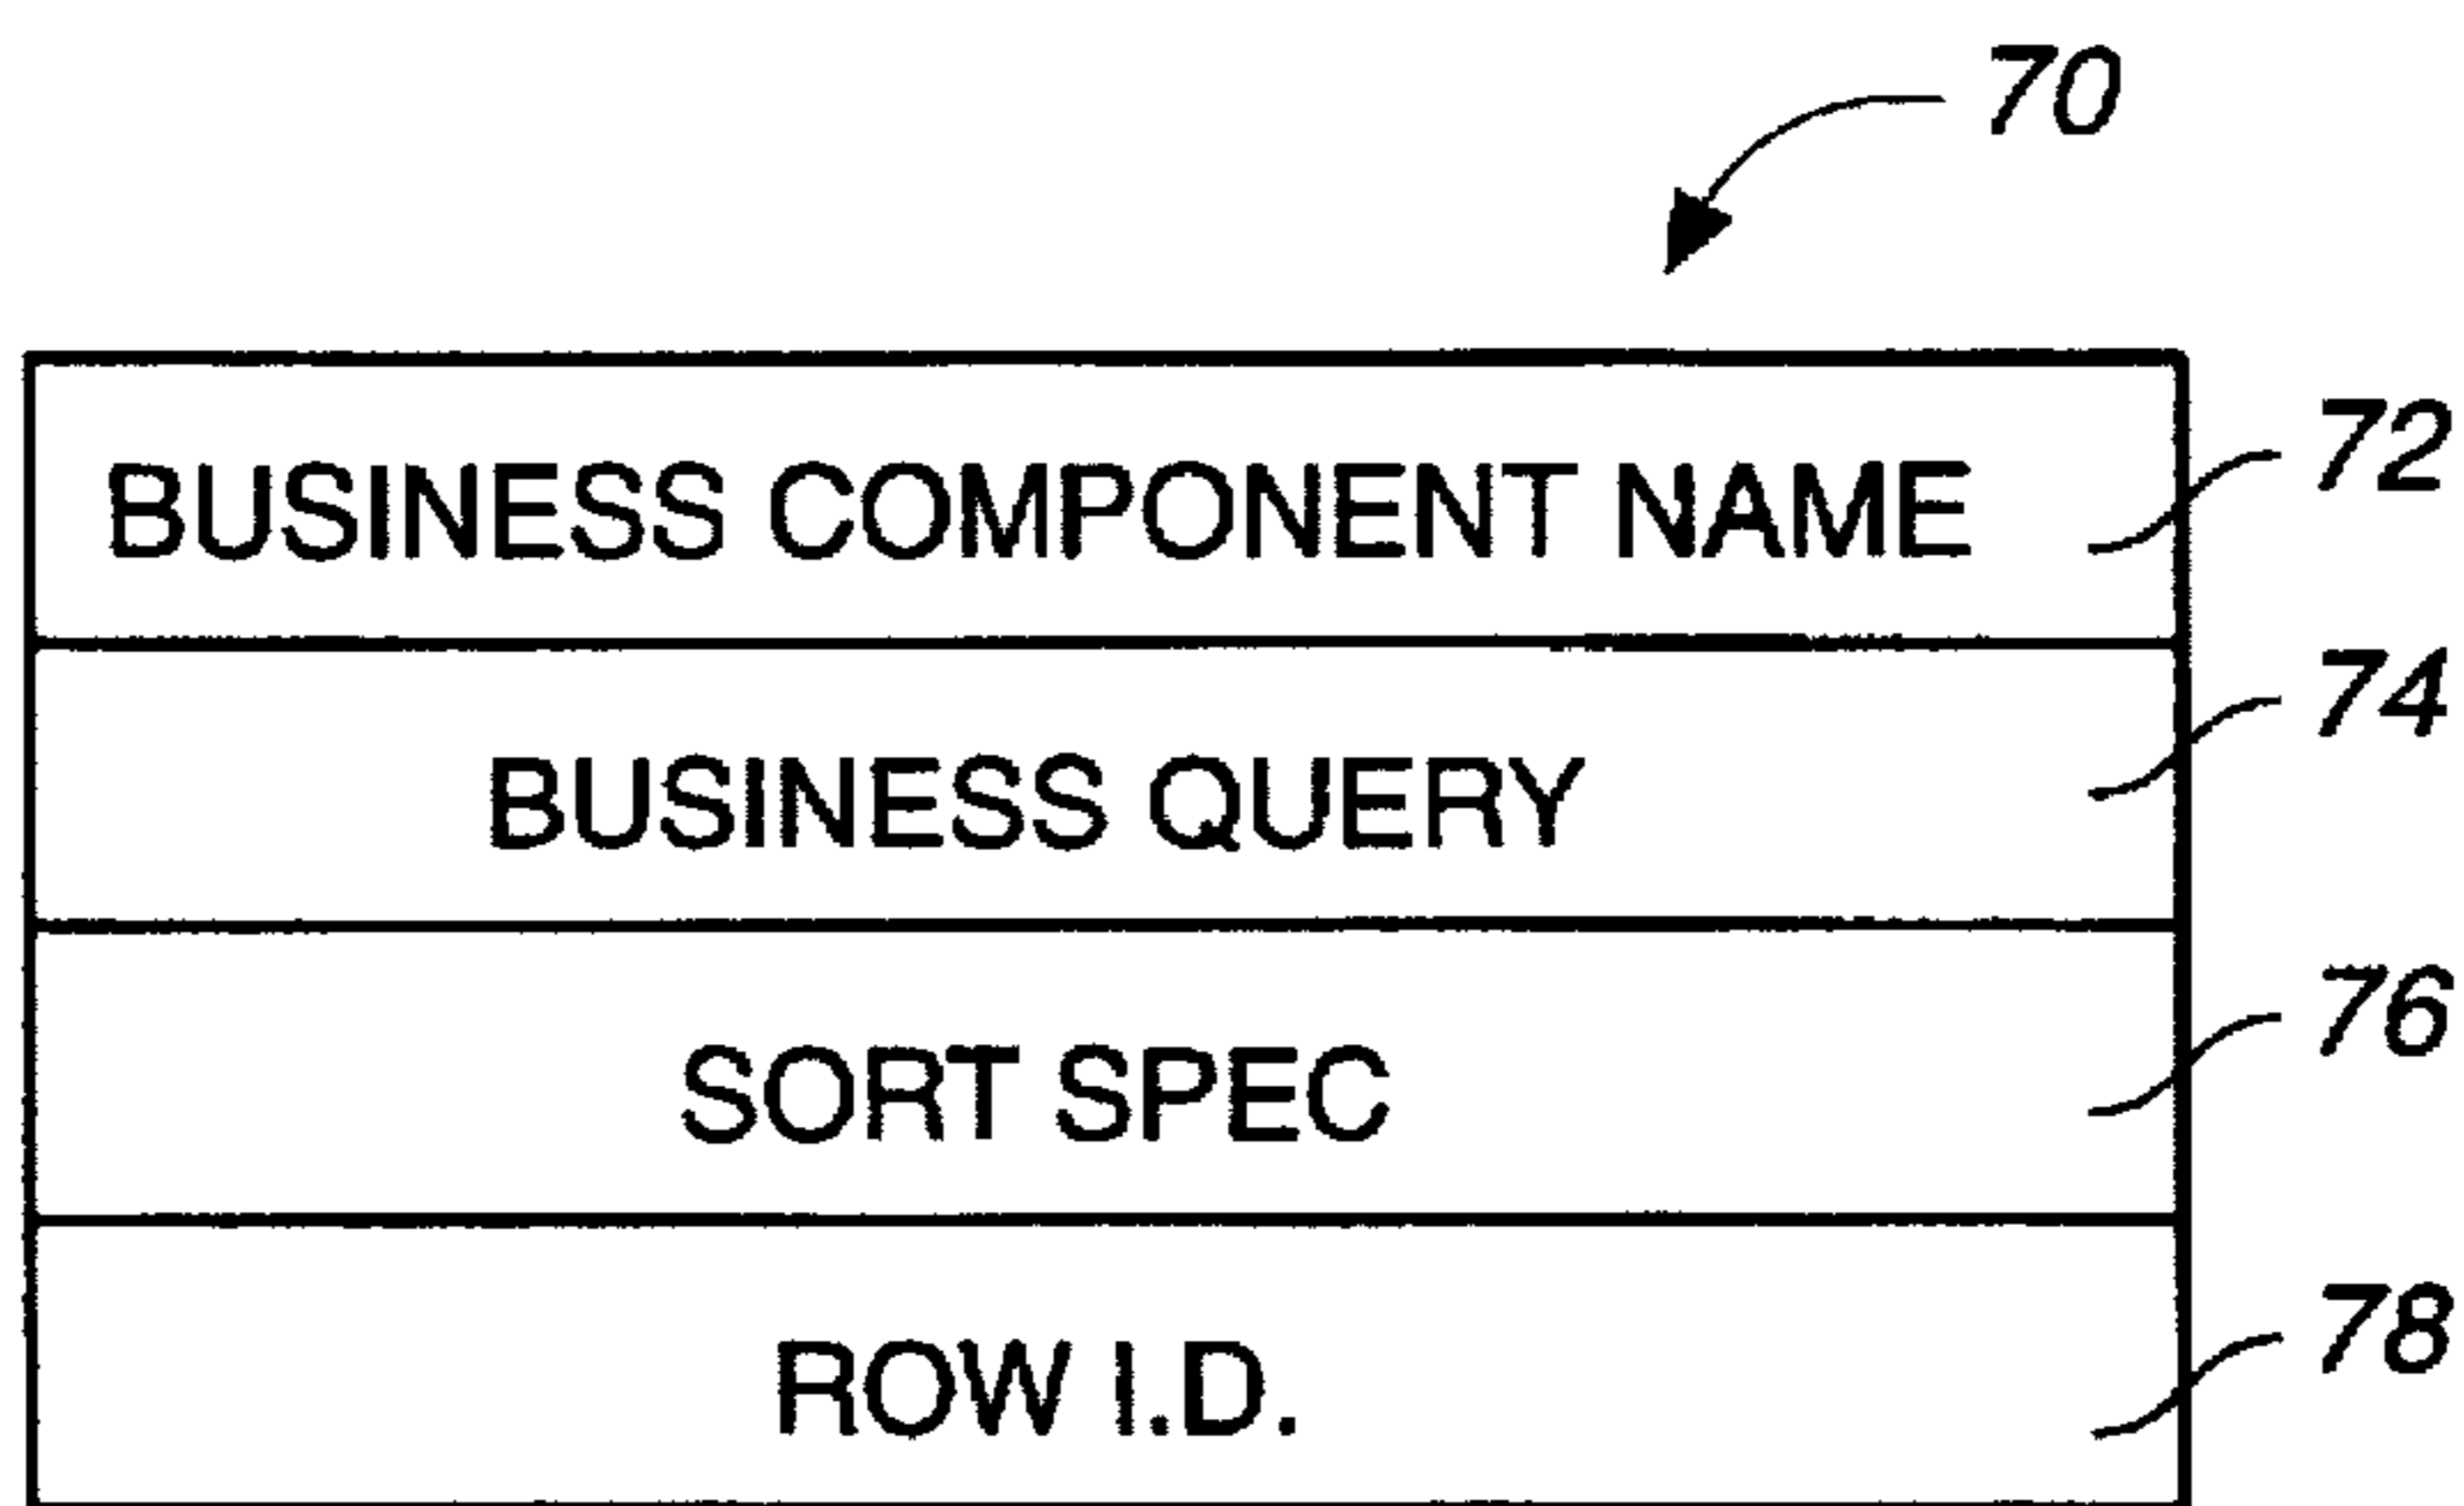 70
BUSINESS COMPONENT NAME 72
BUSINESS QUERY 74
SORT SPEC 76
ROW I.D. 78